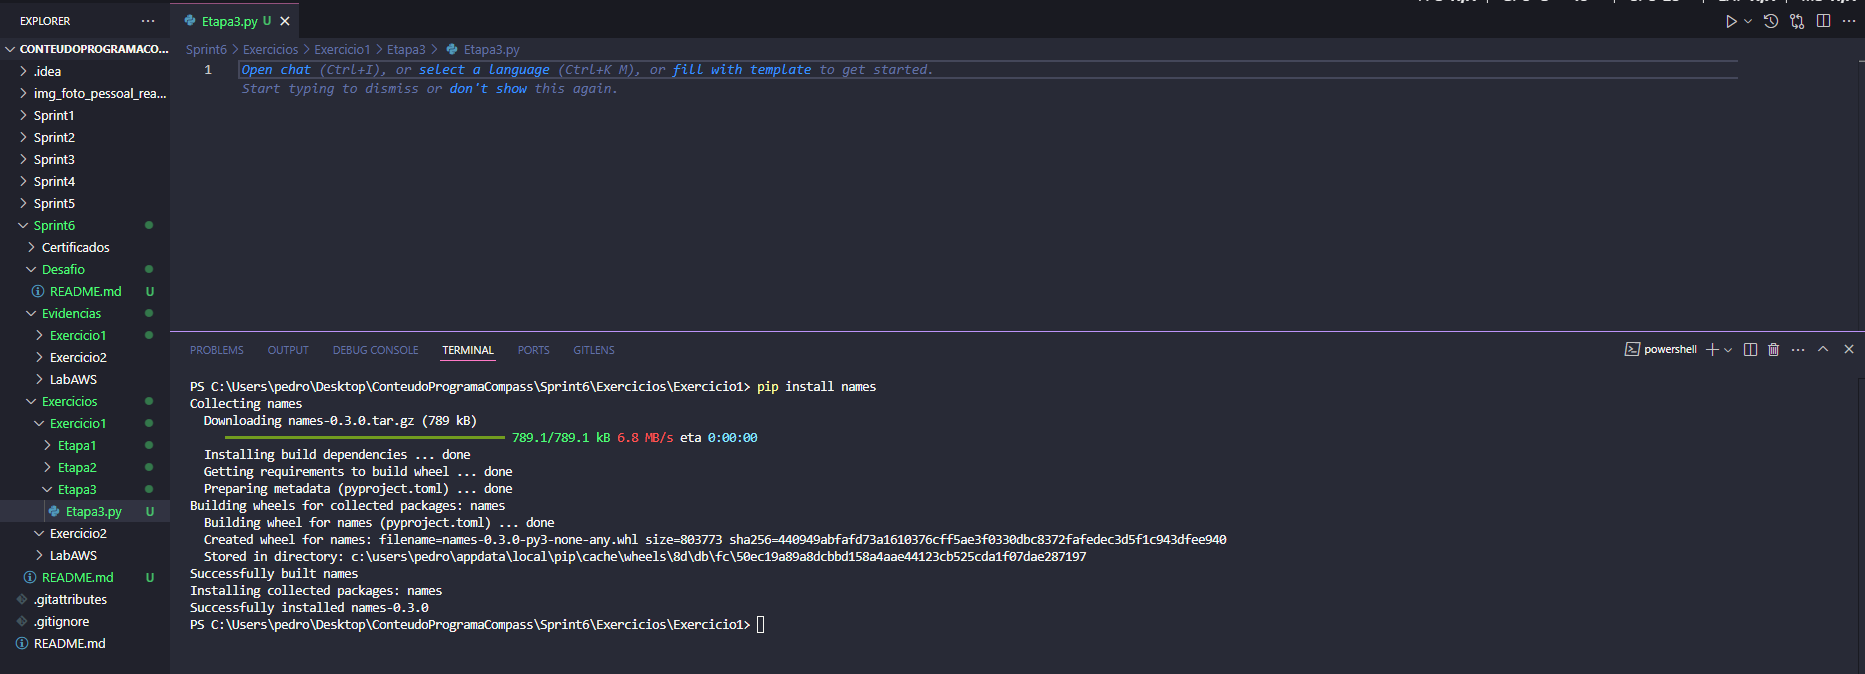 EXPLORER
CONTEUDOPROGRAMACO...
.idea
img_foto_pessoal_rea...
Sprint1
Sprint2
Sprint3
Sprint4
Sprint5
Sprint6
Certificados
Desafio
README.md U
Evidencias
Exercicio1
Exercicio2
LabAWS
Exercicios
Exercicio1
Etapa1
Etapa2
Etapa3
Etapa3.py U
Exercicio2
LabAWS
README.md U
.gitattributes
.gitignore
README.md
Etapa3.py U
Sprint6 > Exercicios > Exercicio1 > Etapa3 > Etapa3.py
1 Open chat (Ctrl+I), or select a language (Ctrl+K M), or fill with template to get started.
Start typing to dismiss or don't show this again.
PROBLEMS OUTPUT DEBUG CONSOLE TERMINAL PORTS GITLENS
powershell
PS C:\Users\pedro\Desktop\ConteudoProgramaCompass\Sprint6\Exercicios\Exercicio1> pip install names
Collecting names
Downloading names-0.3.0.tar.gz (789 kB)
789.1/789.1 kB 6.8 MB/s eta 0:00:00
Installing build dependencies ... done
Getting requirements to build wheel ... done
Preparing metadata (pyproject.toml) ... done
Building wheels for collected packages: names
Building wheel for names (pyproject.toml) ... done
Created wheel for names: filename=names-0.3.0-py3-none-any.whl size=803773 sha256=440949abfafd73a1610376cff5ae3f0330dbc8372fafedec3d5f1c943dfee940
Stored in directory: c:\users\pedro\appdata\local\pip\cache\wheels\8d\db\fc\50ec19a89a8dcbbd158a4aae44123cb525cda1f07dae287197
Successfully built names
Installing collected packages: names
Successfully installed names-0.3.0
PS C:\Users\pedro\Desktop\ConteudoProgramaCompass\Sprint6\Exercicios\Exercicio1>